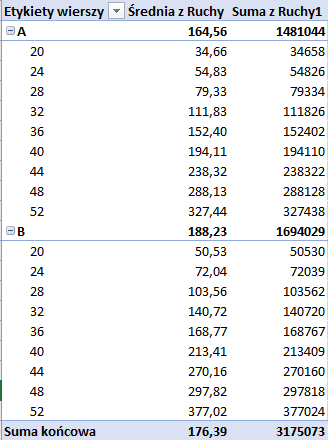 Etykiety wierszy Średnia z Ruchy Suma z Ruchy1
A 164,56 1481044
20 34,66 34658
24 54,83 54826
28 79,33 79334
32 111,83 111826
36 152,40 152402
40 194,11 194110
44 238,32 238322
48 288,13 288128
52 327,44 327438
B 188,23 1694029
20 50,53 50530
24 72,04 72039
28 103,56 103562
32 140,72 140720
36 168,77 168767
40 213,41 213409
44 270,16 270160
48 297,82 297818
52 377,02 377024
Suma końcowa 176,39 3175073